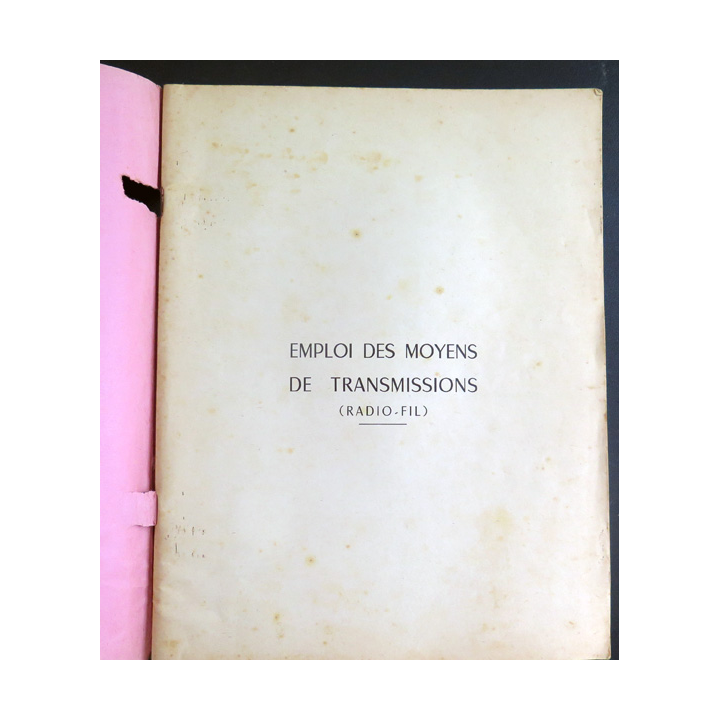 EMPLOI DES MOYENS
DE TRANSMISSIONS
(RADIO-FIL)